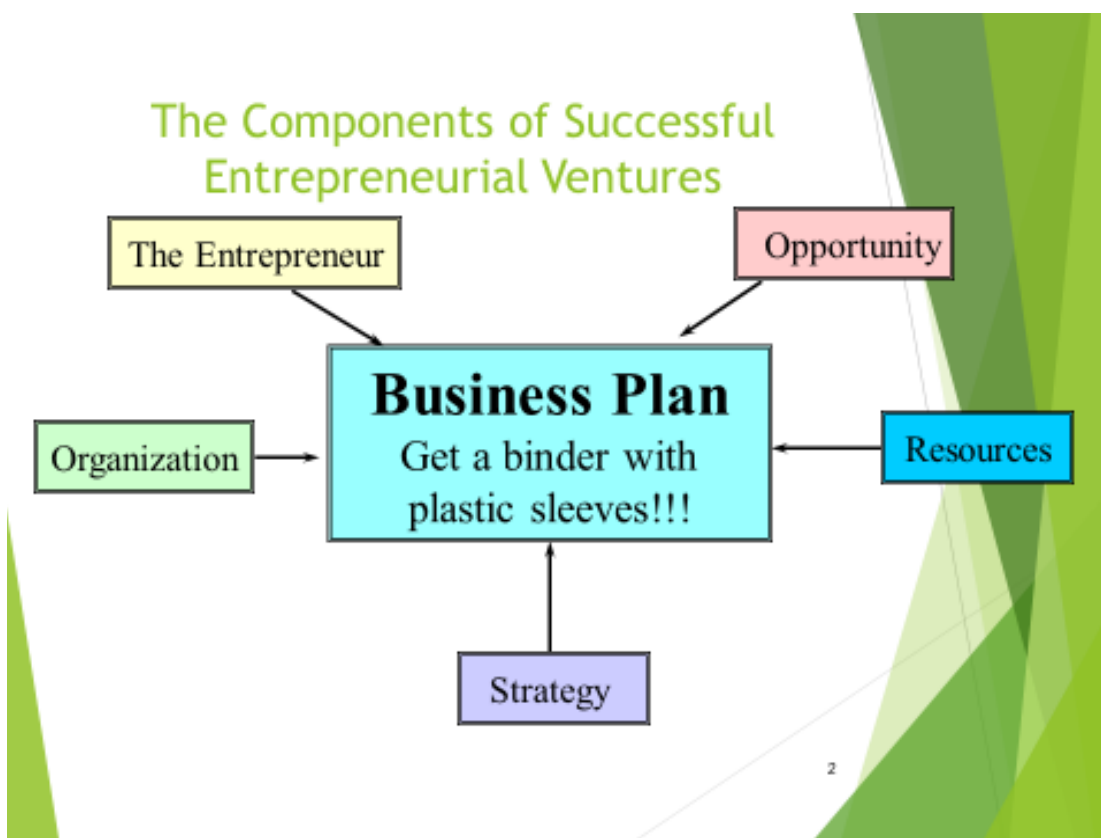 The Components of Successful
Entrepreneurial Ventures
The Entrepreneur
Opportunity
Business Plan
Get a binder with
plastic sleeves!!!
Organization
Resources
Strategy
2